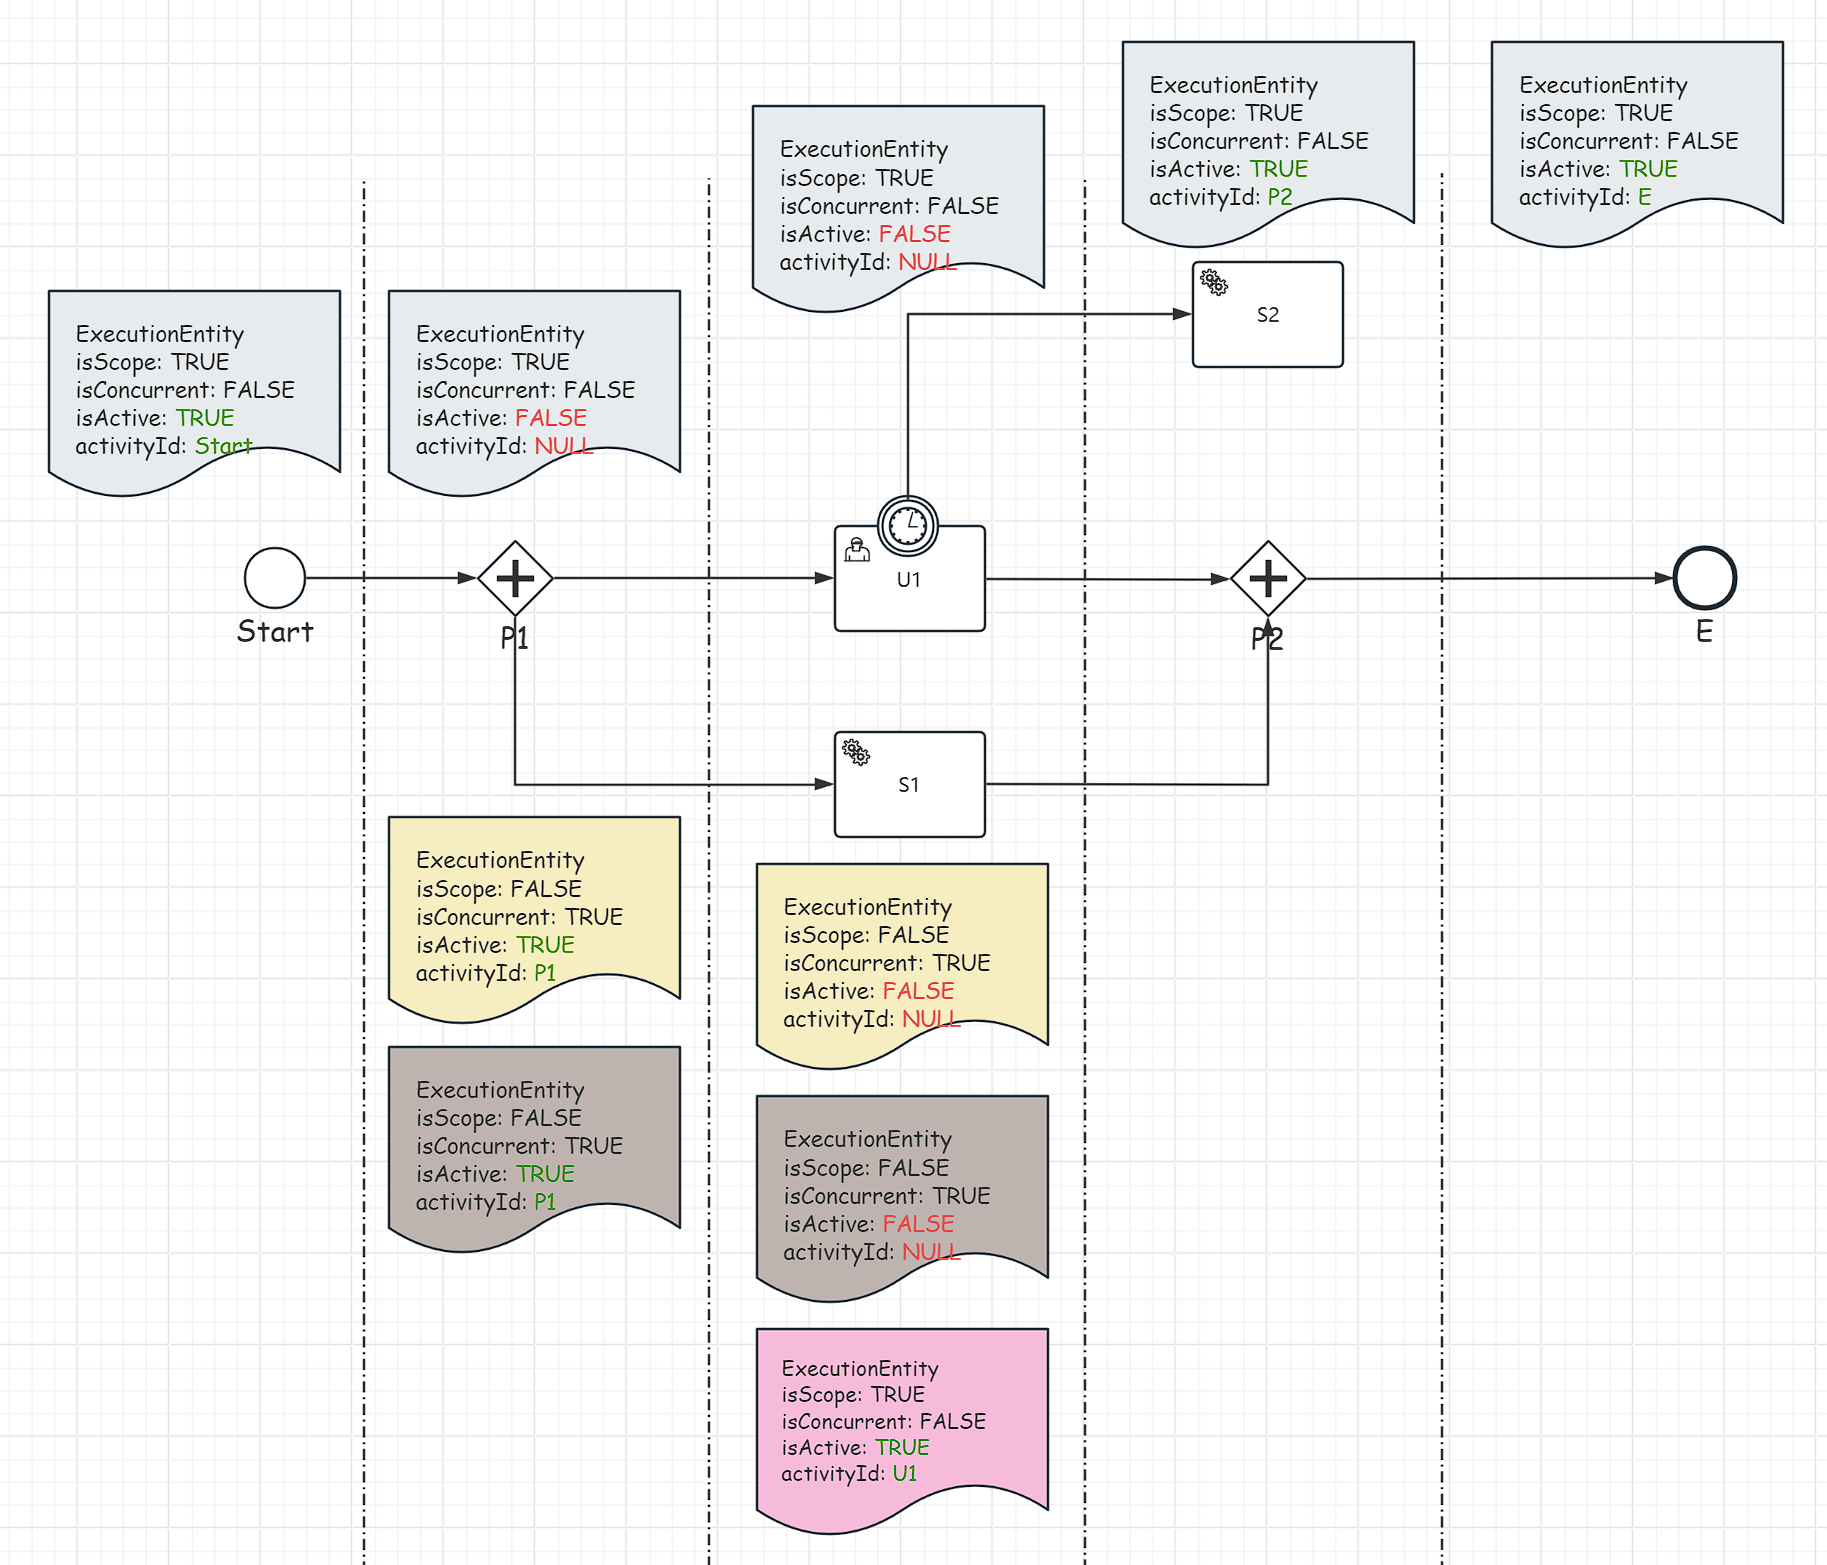 ExecutionEntity
isScope: TRUE
isConcurrent: FALSE
isActive: TRUE
activityId: Start
ExecutionEntity
isScope: TRUE
isConcurrent: FALSE
isActive: FALSE
activityId: NULL
ExecutionEntity
isScope: TRUE
isConcurrent: FALSE
isActive: FALSE
activityId: NULL
ExecutionEntity
isScope: TRUE
isConcurrent: FALSE
isActive: TRUE
activityId: P2
ExecutionEntity
isScope: TRUE
isConcurrent: FALSE
isActive: TRUE
activityId: E
S2
Start
P1
U1
P2
E
S1
ExecutionEntity
isScope: FALSE
isConcurrent: TRUE
isActive: TRUE
activityId: P1
ExecutionEntity
isScope: FALSE
isConcurrent: TRUE
isActive: TRUE
activityId: P1
ExecutionEntity
isScope: FALSE
isConcurrent: TRUE
isActive: FALSE
activityId: NULL
ExecutionEntity
isScope: FALSE
isConcurrent: TRUE
isActive: FALSE
activityId: NULL
ExecutionEntity
isScope: TRUE
isConcurrent: FALSE
isActive: TRUE
activityId: U1